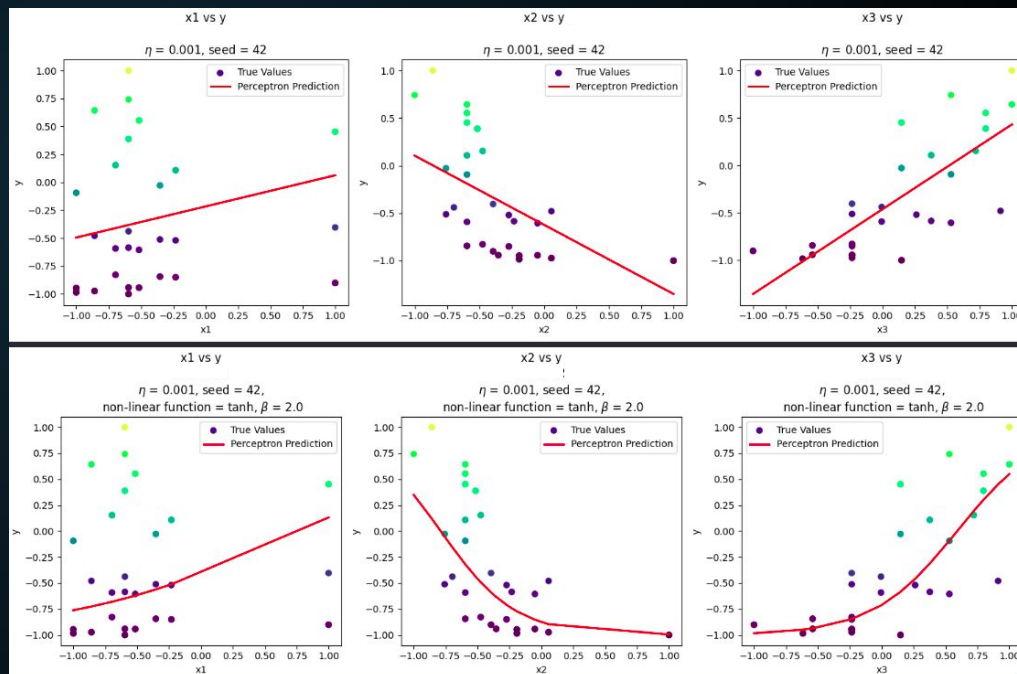 x1 vs y
η = 0.001, seed = 42
True Values
Perceptron Prediction
1.00
0.75
0.50
0.25
0.00
−0.25
−0.50
−0.75
−1.00
y
−1.00 −0.75 −0.50 −0.25 0.00 0.25 0.50 0.75 1.00
x1
x2 vs y
η = 0.001, seed = 42
True Values
Perceptron Prediction
1.0
0.5
0.0
−0.5
−1.0
y
−1.00 −0.75 −0.50 −0.25 0.00 0.25 0.50 0.75 1.00
x2
x3 vs y
η = 0.001, seed = 42
True Values
Perceptron Prediction
1.0
0.5
0.0
−0.5
−1.0
y
−1.00 −0.75 −0.50 −0.25 0.00 0.25 0.50 0.75 1.00
x3
x1 vs y
η = 0.001, seed = 42,
non-linear function = tanh, β = 2.0
True Values
Perceptron Prediction
1.00
0.75
0.50
0.25
0.00
−0.25
−0.50
−0.75
−1.00
y
−1.00 −0.75 −0.50 −0.25 0.00 0.25 0.50 0.75 1.00
x1
x2 vs y
η = 0.001, seed = 42,
non-linear function = tanh, β = 2.0
True Values
Perceptron Prediction
1.00
0.75
0.50
0.25
0.00
−0.25
−0.50
−0.75
−1.00
y
−1.00 −0.75 −0.50 −0.25 0.00 0.25 0.50 0.75 1.00
x2
x3 vs y
η = 0.001, seed = 42,
non-linear function = tanh, β = 2.0
True Values
Perceptron Prediction
1.00
0.75
0.50
0.25
0.00
−0.25
−0.50
−0.75
−1.00
y
−1.00 −0.75 −0.50 −0.25 0.00 0.25 0.50 0.75 1.00
x3